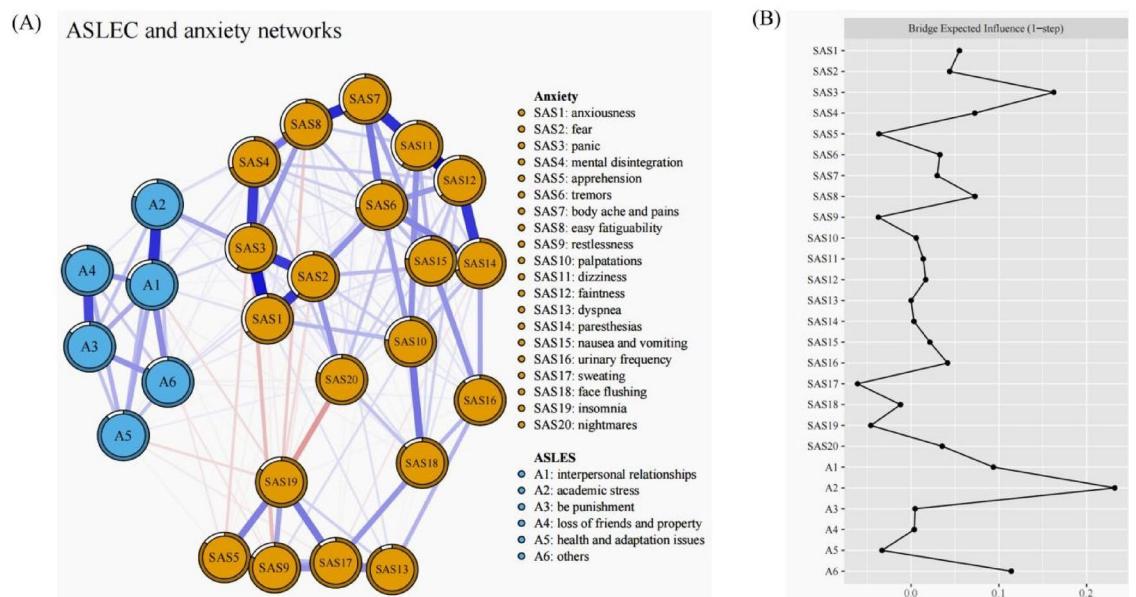 (A)
ASLEC and anxiety networks
SAS7
SAS8
SAS11
SAS4
SAS12
A2
SAS6
SAS3
A4
A1
SAS2
SAS15
SAS14
SAS1
A3
SAS10
A6
SAS20
SAS16
A5
SAS18
SAS19
SAS5
SAS9
SAS17
SAS13
Anxiety
SAS1: anxiousness
SAS2: fear
SAS3: panic
SAS4: mental disintegration
SAS5: apprehension
SAS6: tremors
SAS7: body ache and pains
SAS8: easy fatiguability
SAS9: restlessness
SAS10: palpatations
SAS11: dizziness
SAS12: faintness
SAS13: dyspnea
SAS14: paresthesias
SAS15: nausea and vomiting
SAS16: urinary frequency
SAS17: sweating
SAS18: face flushing
SAS19: insomnia
SAS20: nightmares
ASLES
A1: interpersonal relationships
A2: academic stress
A3: be punishment
A4: loss of friends and property
A5: health and adaptation issues
A6: others
(B)
Bridge Expected Influence (1−step)
SAS1
SAS2
SAS3
SAS4
SAS5
SAS6
SAS7
SAS8
SAS9
SAS10
SAS11
SAS12
SAS13
SAS14
SAS15
SAS16
SAS17
SAS18
SAS19
SAS20
A1
A2
A3
A4
A5
A6
0.0 0.1 0.2